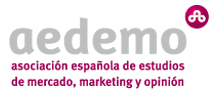 aedemo
asociación española de estudios
de mercado, marketing y opinión